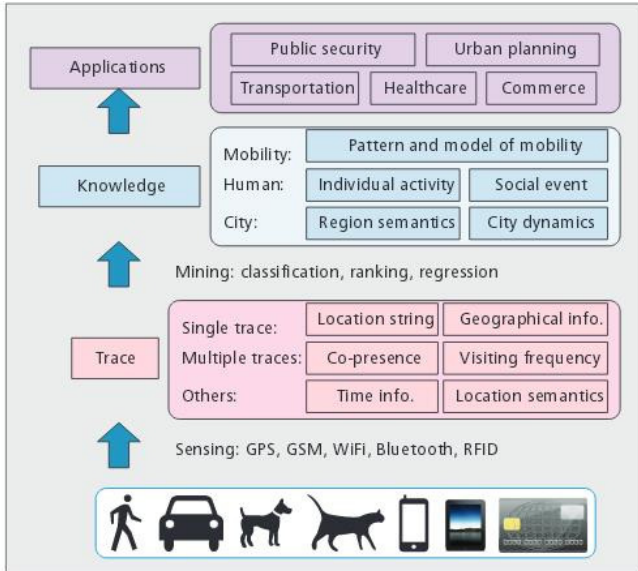 Applications
Public security
Urban planning
Transportation
Healthcare
Commerce
Knowledge
Mobility: Pattern and model of mobility
Human: Individual activity Social event
City: Region semantics City dynamics
Mining: classification, ranking, regression
Trace
Single trace: Location string Geographical info.
Multiple traces: Co-presence Visiting frequency
Others: Time info. Location semantics
Sensing: GPS, GSM, WiFi, Bluetooth, RFID